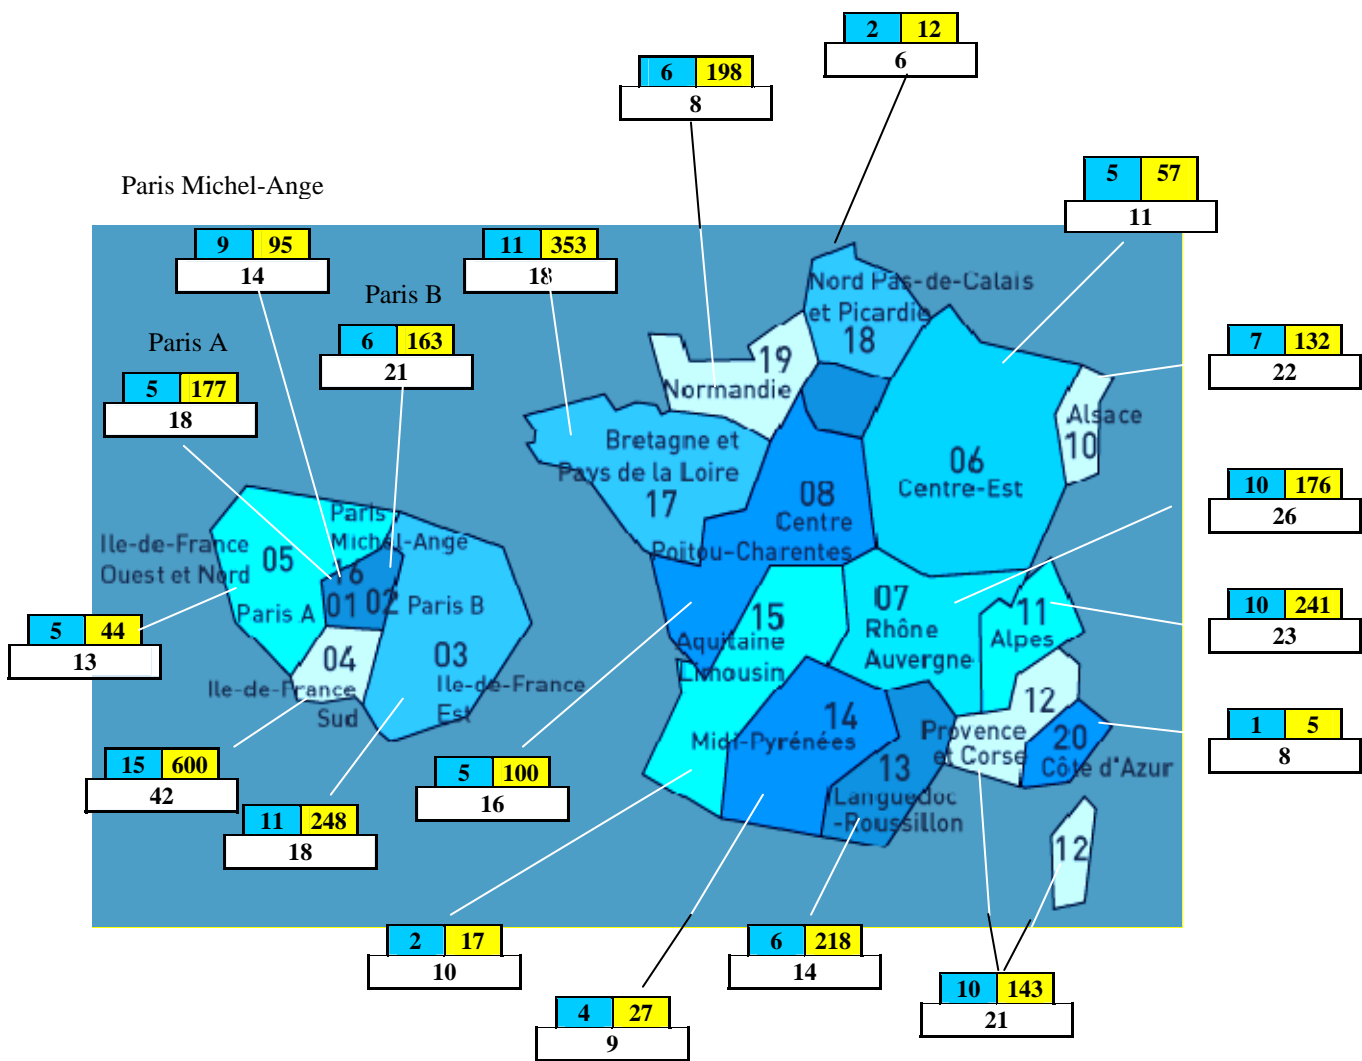 2 12
6
6 198
8
5 57
11
Paris Michel-Ange
9 95
14
11 353
18
Paris B
6 163
21
Paris A
5 177
18
7 132
22
10 176
26
10 241
23
1 5
8
5 44
13
15 600
42
11 248
18
5 100
16
2 17
10
4 27
9
6 218
14
10 143
21
Nord Pas-de-Calais
et Picardie
18
19
Normandie
Alsace
10
Bretagne et
Pays de la Loire
17
06
Centre-Est
08
Centre
Poitou-Charentes
Ile-de-France
Ouest et Nord
05
Paris
Michel-Ange
16
01
02
Paris A
Paris B
04
Ile-de-France
Sud
03
Ile-de-France
Est
15
Aquitaine
Limousin
07
Rhône
Auvergne
11
Alpes
12
Provence
et Corse
20
Côte d'Azur
14
Midi-Pyrénées
13
Languedoc
-Roussillon
12